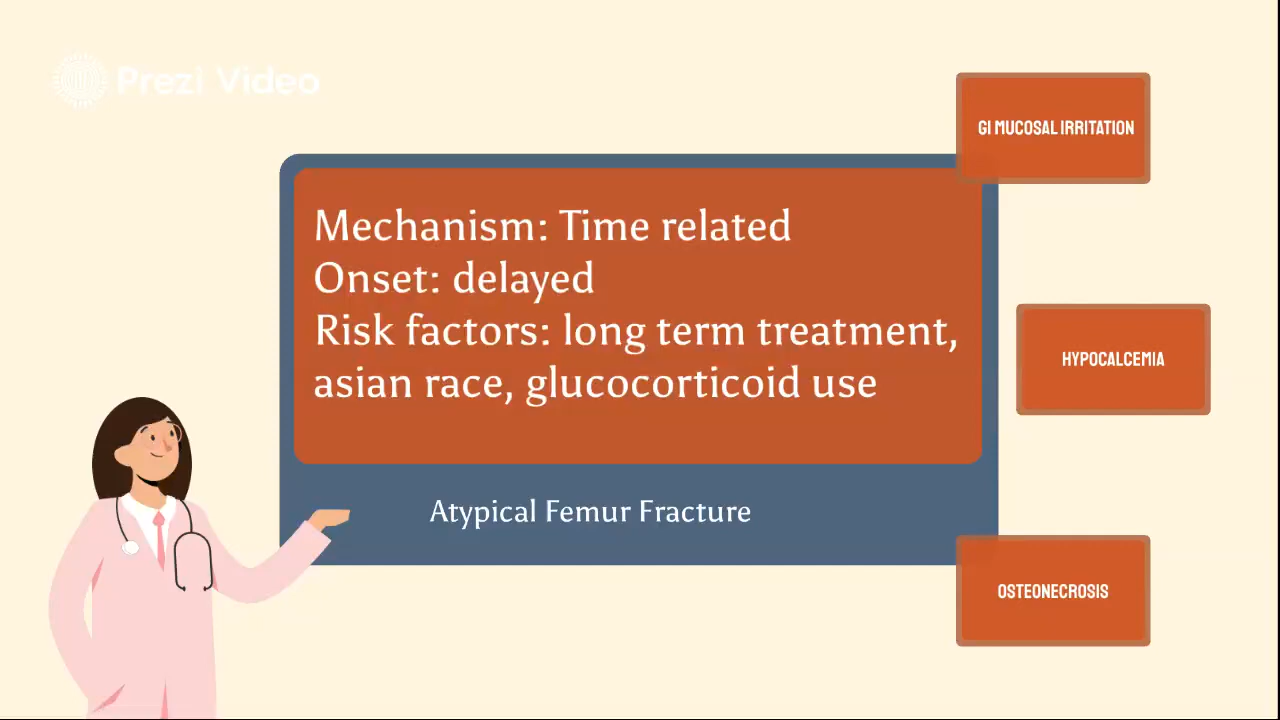 Prezi Video
GI MUCOSAL IRRITATION
Mechanism: Time related
Onset: delayed
Risk factors: long term treatment,
asian race, glucocorticoid use
HYPOCALCEMIA
Atypical Femur Fracture
OSTEONECROSIS